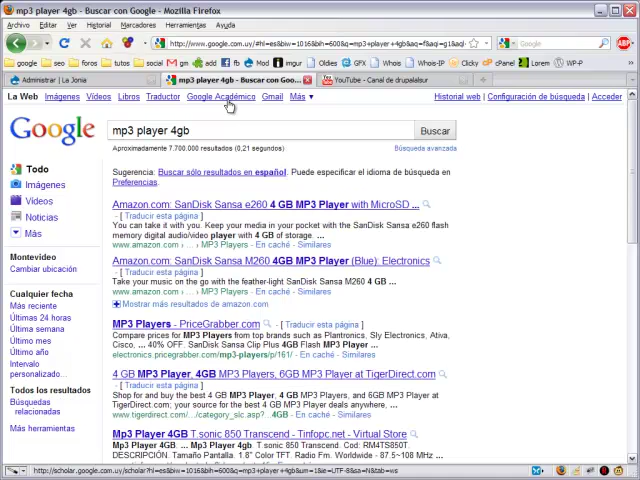 mp3 player 4gb - Buscar con Google - Mozilla Firefox
Archivo Editar Ver Historial Marcadores Herramientas Ayuda
http://www.google.com.uy/#hl=es&biw=1016&bih=600&q=mp3+player+4gb&aq=f&aqi=g1&aql
Google
google seo fb add Mod gm img Oldies GFX Whois Whois-IP Clicky cPanel Lorem WP
Administrar | La Jonia
mp3 player 4gb - Buscar con Goo...
YouTube - Canal de drupalsur
La Web Imágenes Vídeos Libros Traductor Google Académico Gmail Más ▼
Historial web | Configuración de búsqueda | Acceder
Google
mp3 player 4gb
Buscar
Aproximadamente 7.700.000 resultados (0,21 segundos)
Búsqueda avanzada
Todo
Imágenes
Vídeos
Noticias
Más
Montevideo
Cambiar ubicación
Cualquier fecha
Más reciente
Últimas 24 horas
Última semana
Último mes
Último año
Intervalo
personalizado...
Todos los resultados
Búsquedas
relacionadas
Más herramientas
Sugerencia: Buscar sólo resultados en español. Puede especificar el idioma de búsqueda en
Preferencias.
Amazon.com: SanDisk Sansa e260 4 GB MP3 Player with MicroSD ...
- [ Traducir esta página ]
You can take it with you. Keep your media in your pocket with the SanDisk Sansa e260 flash
memory digital audio/video player with 4 GB of storage. ...
www.amazon.com › ... › MP3 Players - En caché - Similares
Amazon.com: SanDisk Sansa M260 4GB MP3 Player (Blue): Electronics
- [ Traducir esta página ]
Take your music on the go with the feather-light SanDisk Sansa M260 4 GB ...
www.amazon.com › ... › MP3 Players - En caché - Similares
Mostrar más resultados de amazon.com
MP3 Players - PriceGrabber.com - [ Traducir esta página ]
Compare prices for MP3 Players from top brands such as Plantronics, Sly Electronics, Ativa,
Cisco, ... 40% OFF. SanDisk Sansa Clip Plus 4GB Flash MP3 Player ...
electronics.pricegrabber.com/mp3-players/p/161/ - En caché - Similares
4 GB MP3 Player, 4GB MP3 Players, 6GB MP3 Player at TigerDirect.com
- [ Traducir esta página ]
Shop for and buy the best 4 GB MP3 Player, 4 GB MP3 Players, and 6GB MP3 Player at
TigerDirect.com; your source for the best 4 GB MP3 Player deals anywhere, ...
www.tigerdirect.com/.../category_slc.asp?...4GB - En caché - Similares
Mp3 Player 4GB T.sonic 850 Transcend - Tinfopc.net - Virtual Store
Mp3 Player 4GB ... Mp3 Player 4gb. T.sonic 850 Transcend. Cod: RM4TS850T.
DESCRIPCIÓN. Tamaño de Pantalla. 1.8" Color TFT. Radio Fm. Worldwide - 87.5~108 MHz ...
http://scholar.google.com.uy/scholar?hl=es&biw=1016&bih=600&q=mp3+player+4gb&um=1&ie=UTF-8&sa=N&tab=ws